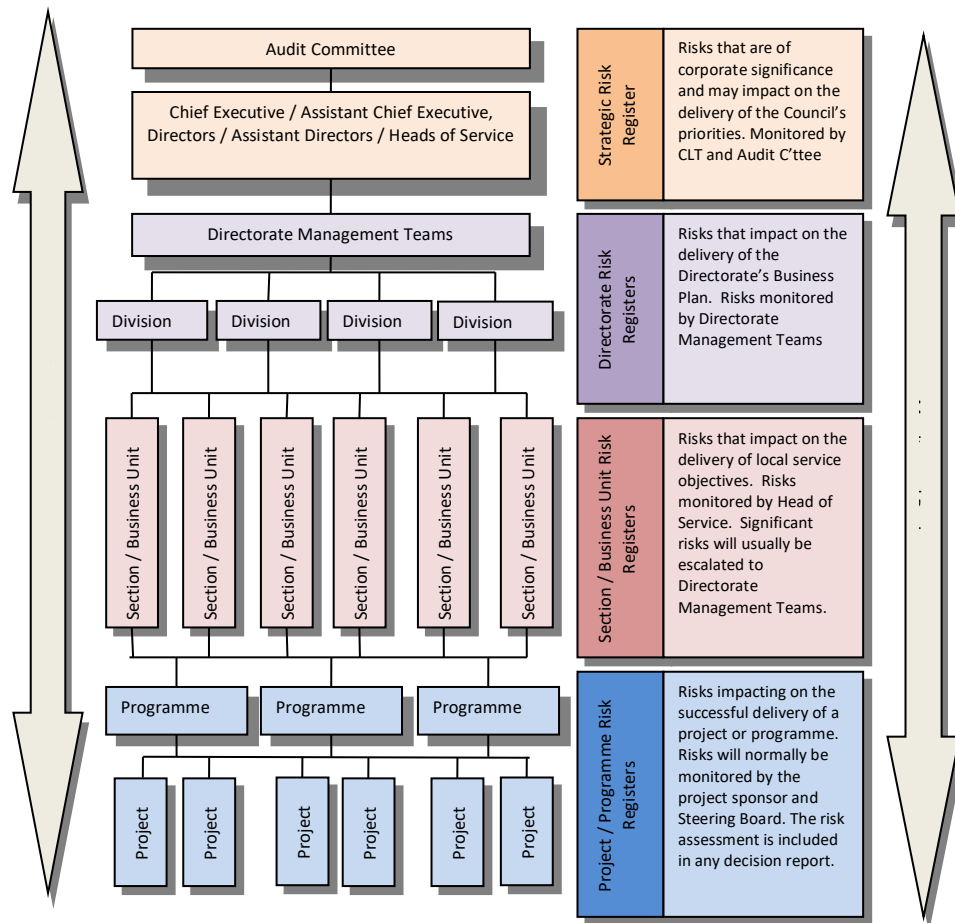 Audit Committee
Chief Executive / Assistant Chief Executive,
Directors / Assistant Directors / Heads of Service
Strategic Risk
Register
Risks that are of
corporate significance
and may impact on the
delivery of the Council’s
priorities. Monitored by
CLT and Audit C’ttee
Directorate Management Teams
Division
Division
Division
Division
Directorate Risk
Registers
Risks that impact on the
delivery of the
Directorate’s Business
Plan.  Risks monitored
by Directorate
Management Teams
Section / Business Unit
Section / Business Unit
Section / Business Unit
Section / Business Unit
Section / Business Unit
Section / Business Unit
Section / Business Unit Risk
Registers
Risks that impact on the
delivery of local service
objectives.  Risks
monitored by Head of
Service.  Significant
risks will usually be
escalated to
Directorate
Management Teams.
Programme
Programme
Programme
Project
Project
Project
Project
Project
Project
Project / Programme Risk
Registers
Risks impacting on the
successful delivery of a
project or programme.
Risks will normally be
monitored by the
project sponsor and
Steering Board. The risk
assessment is included
in any decision report.